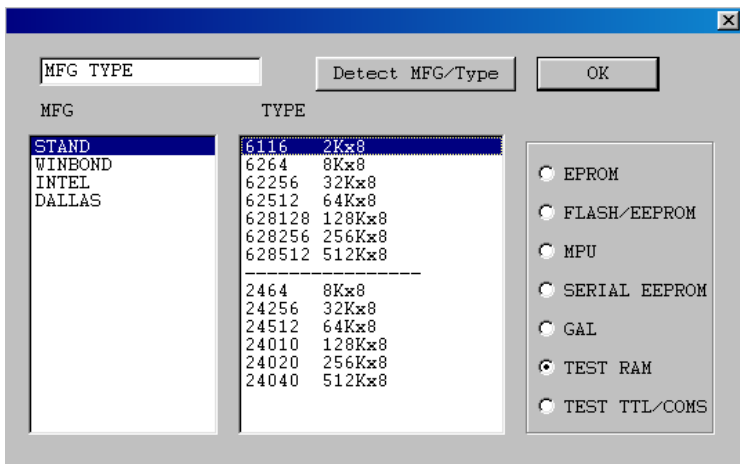 MFG TYPE
Detect MFG/Type
OK
MFG
TYPE
STAND
WINBOND
INTEL
DALLAS
6116 2Kx8
6264 8Kx8
62256 32Kx8
62512 64Kx8
628128 128Kx8
628256 256Kx8
628512 512Kx8
----------------
2464 8Kx8
24256 32Kx8
24512 64Kx8
24010 128Kx8
24020 256Kx8
24040 512Kx8
EPROM
FLASH/EEPROM
MPU
SERIAL EEPROM
GAL
TEST RAM
TEST TTL/COMS